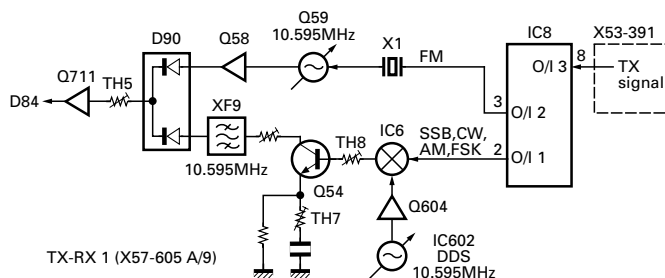 Q59
10.595MHz
D90
Q58
X1
FM
IC8
X53-391
8
O/I 3
TX
signal
Q711
TH5
D84
3
O/I 2
XF9
10.595MHz
TH8
IC6
SSB,CW,
AM,FSK
2
O/I 1
Q54
TH7
Q604
IC602
DDS
10.595MHz
TX-RX 1 (X57-605 A/9)